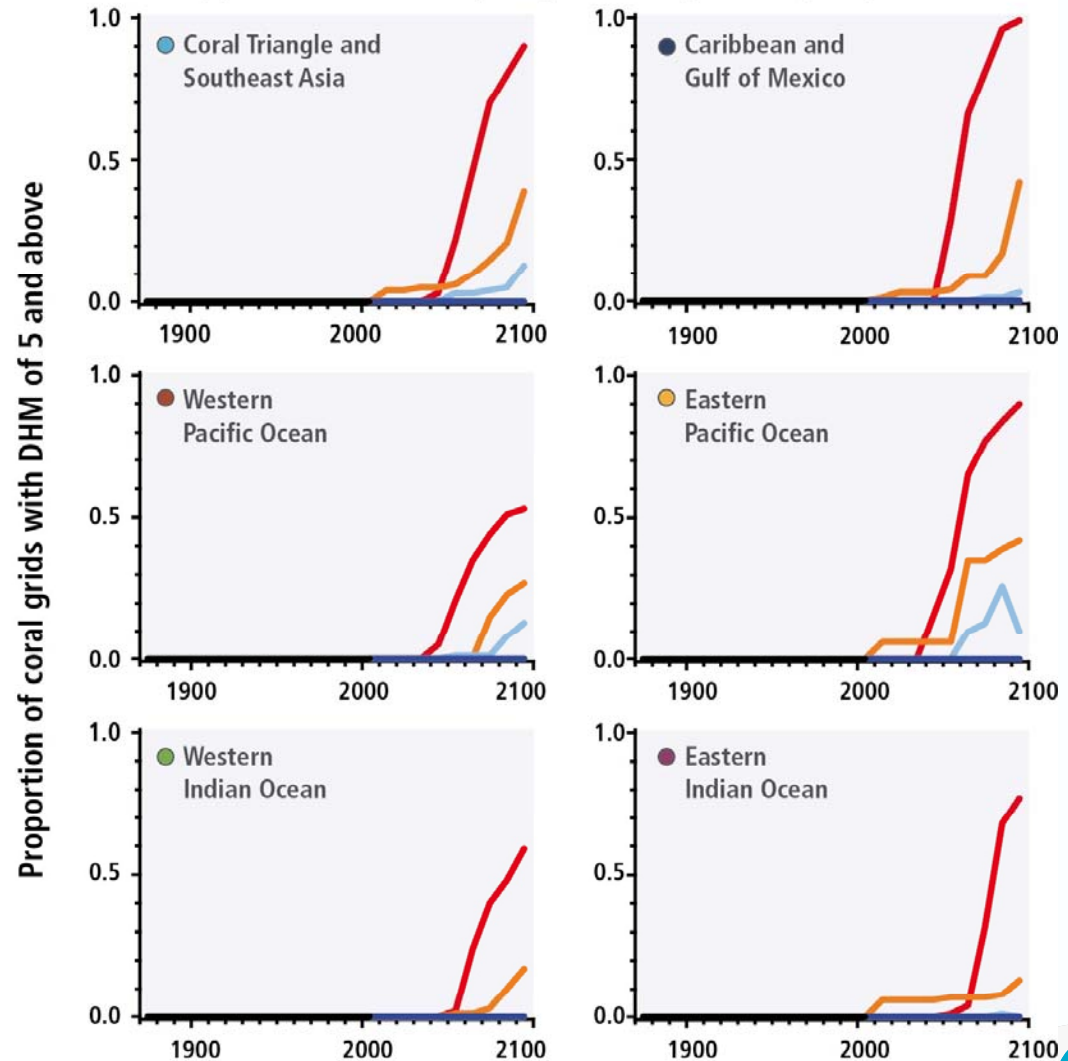 Proportion of coral grids with DHM of 5 and above
1.0
0.5
0.0
1900
2000
2100
Coral Triangle and
Southeast Asia
1.0
0.5
0.0
1900
2000
2100
Caribbean and
Gulf of Mexico
1.0
0.5
0.0
1900
2000
2100
Western
Pacific Ocean
1.0
0.5
0.0
1900
2000
2100
Eastern
Pacific Ocean
1.0
0.5
0.0
1900
2000
2100
Western
Indian Ocean
1.0
0.5
0.0
1900
2000
2100
Eastern
Indian Ocean